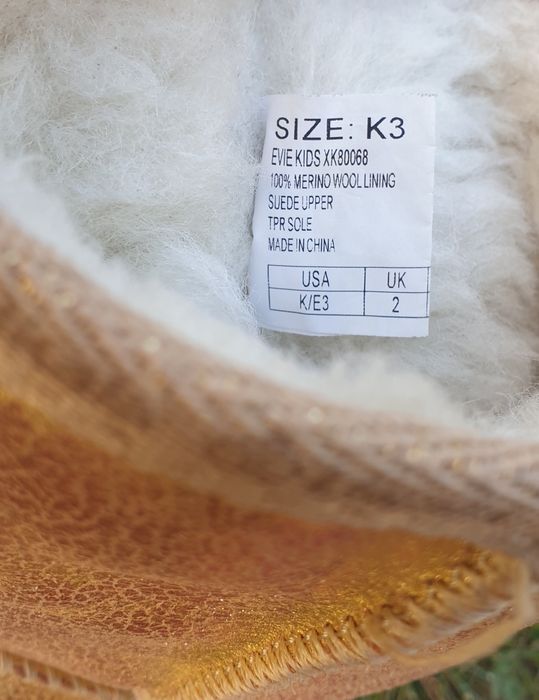 SIZE: K3
EVIE KIDS XK80068
100% MERINO WOOL LINING
SUEDE UPPER
TPR SOLE
MADE IN CHINA
USA UK
K/E3 2